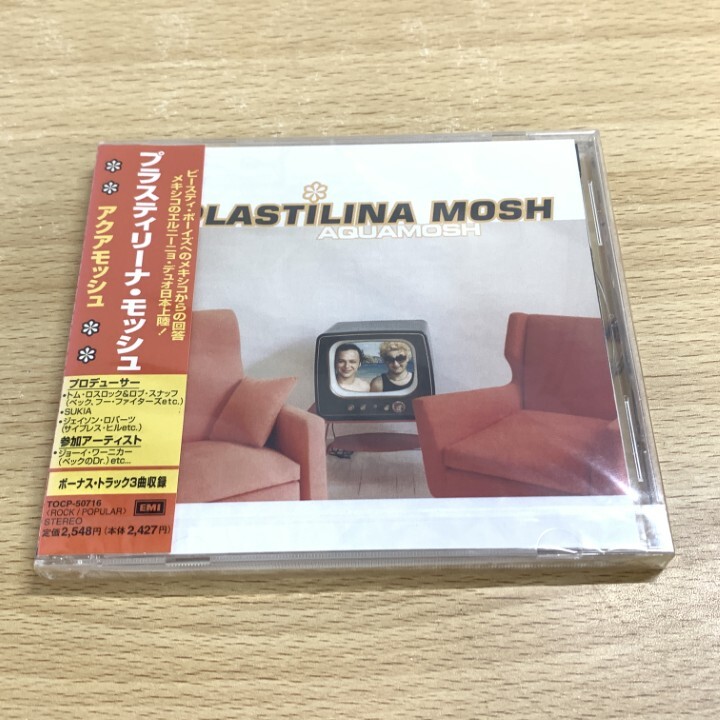 ビースティ・ボーイズへのメキシコからの回答
メキシコのエルニーニョ・デュオ日本上陸!
プラスティリーナ・モッシュ
アクアモッシュ
プロデューサー
・トム・ロスロック&ロブ・スナッフ
(ベック、フー・ファイターズetc.)
・SUKIA
・ジェイソン・ロバーツ
(サイプレス・ヒルetc.)
参加アーティスト
・ジョーイ・ワーニカー
(ベックのDr.) etc...
ボーナス・トラック3曲収録
TOCP-50716
〈ROCK / POPULAR〉
STEREO
EMI
定価2,548円(本体2,427円)
PLASTILINA MOSH
AQUAMOSH